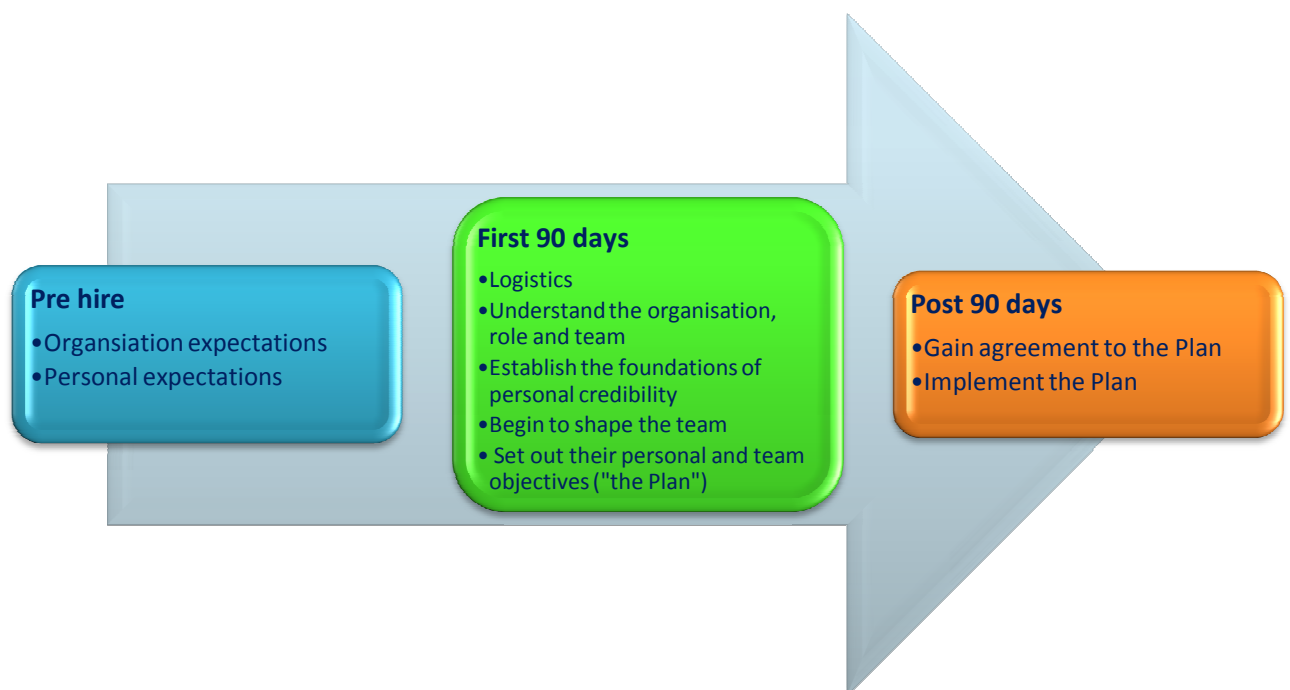 Pre hire
•Organsiation expectations
•Personal expectations
First 90 days
•Logistics
•Understand the organisation,
role and team
•Establish the foundations of
personal credibility
•Begin to shape the team
• Set out their personal and team
objectives ("the Plan")
Post 90 days
•Gain agreement to the Plan
•Implement the Plan